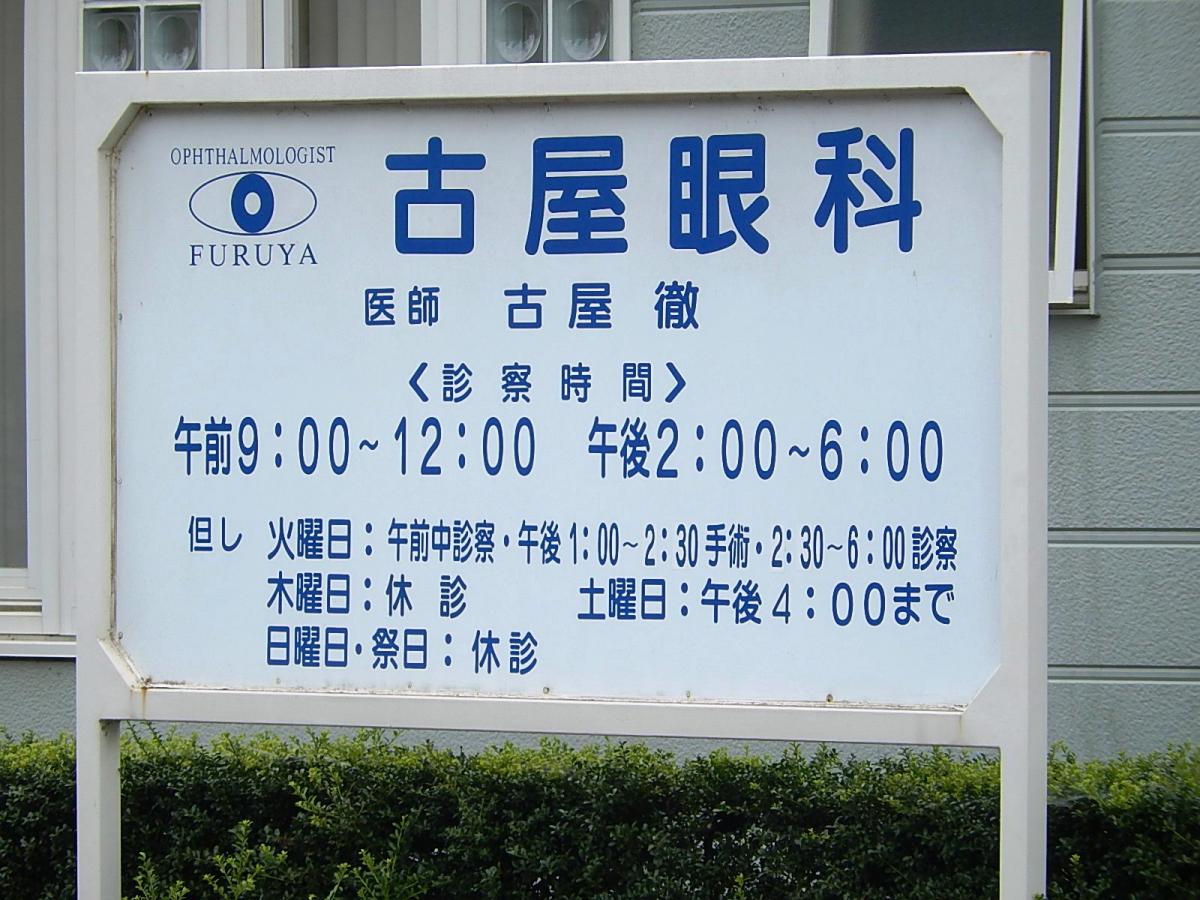 OPHTHALMOLOGIST
FURUYA
古屋眼科
医師 古屋 徹
〈診察時間〉
午前9：00～12：00 午後2：00～6：00
但し 火曜日：午前中診察・午後1：00～2：30手術・2：30～6：00診察
木曜日：休診 土曜日：午後4：00まで
日曜日・祭日：休診